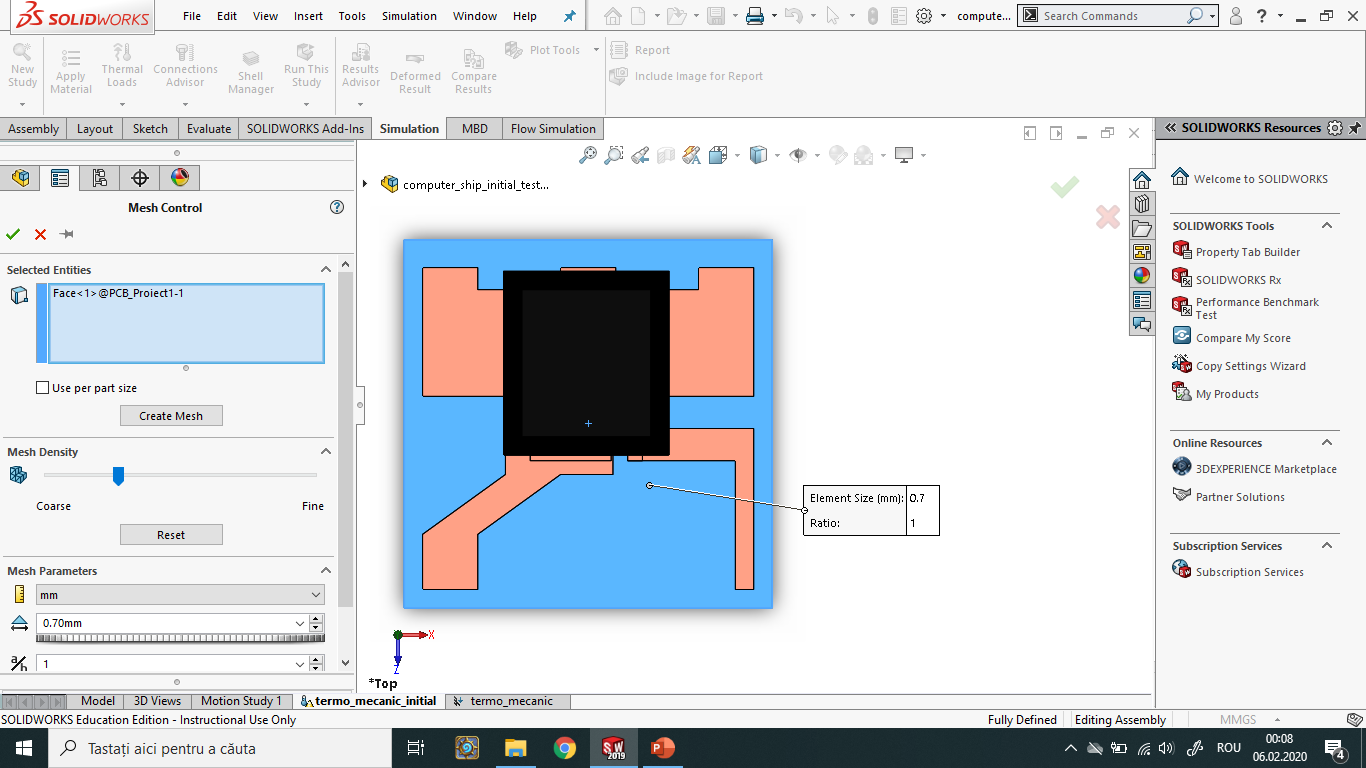 SOLIDWORKS
File Edit View Insert Tools Simulation Window Help
compute...
Search Commands
New Study
Apply Material
Thermal Loads
Connections Advisor
Shell Manager
Run This Study
Results Advisor
Deformed Result
Compare Results
Plot Tools
Report
Include Image for Report
Assembly Layout Sketch Evaluate SOLIDWORKS Add-Ins Simulation MBD Flow Simulation
SOLIDWORKS Resources
computer_ship_initial_test...
Mesh Control
Selected Entities
Face<1>@PCB_Proiect1-1
Use per part size
Create Mesh
Mesh Density
Coarse Fine
Reset
Mesh Parameters
mm
0.70mm
a/h 1
Element Size (mm): 0.7
Ratio: 1
X
Z
*Top
Welcome to SOLIDWORKS
SOLIDWORKS Tools
Property Tab Builder
SOLIDWORKS Rx
Performance Benchmark
Test
Compare My Score
Copy Settings Wizard
My Products
Online Resources
3DEXPERIENCE Marketplace
Partner Solutions
Subscription Services
Subscription Services
Model 3D Views Motion Study 1 termo_mecanic_initial termo_mecanic
SOLIDWORKS Education Edition - Instructional Use Only
Fully Defined Editing Assembly MMGS
Tastați aici pentru a căuta
SW 2019
ROU
00:08
06.02.2020
4